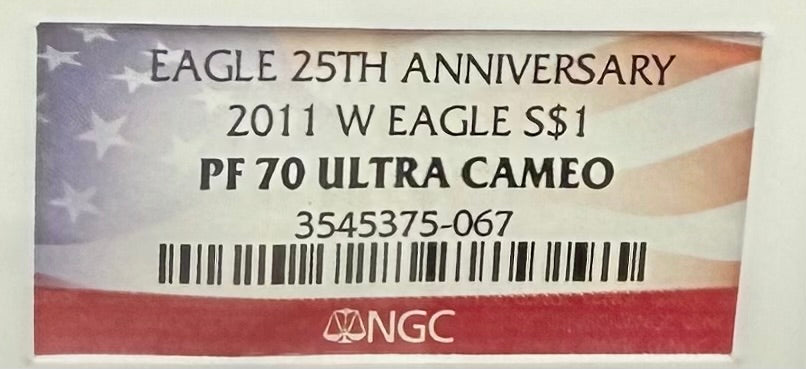 EAGLE 25TH ANNIVERSARY
2011 W EAGLE S$1
PF 70 ULTRA CAMEO
3545375-067
NGC